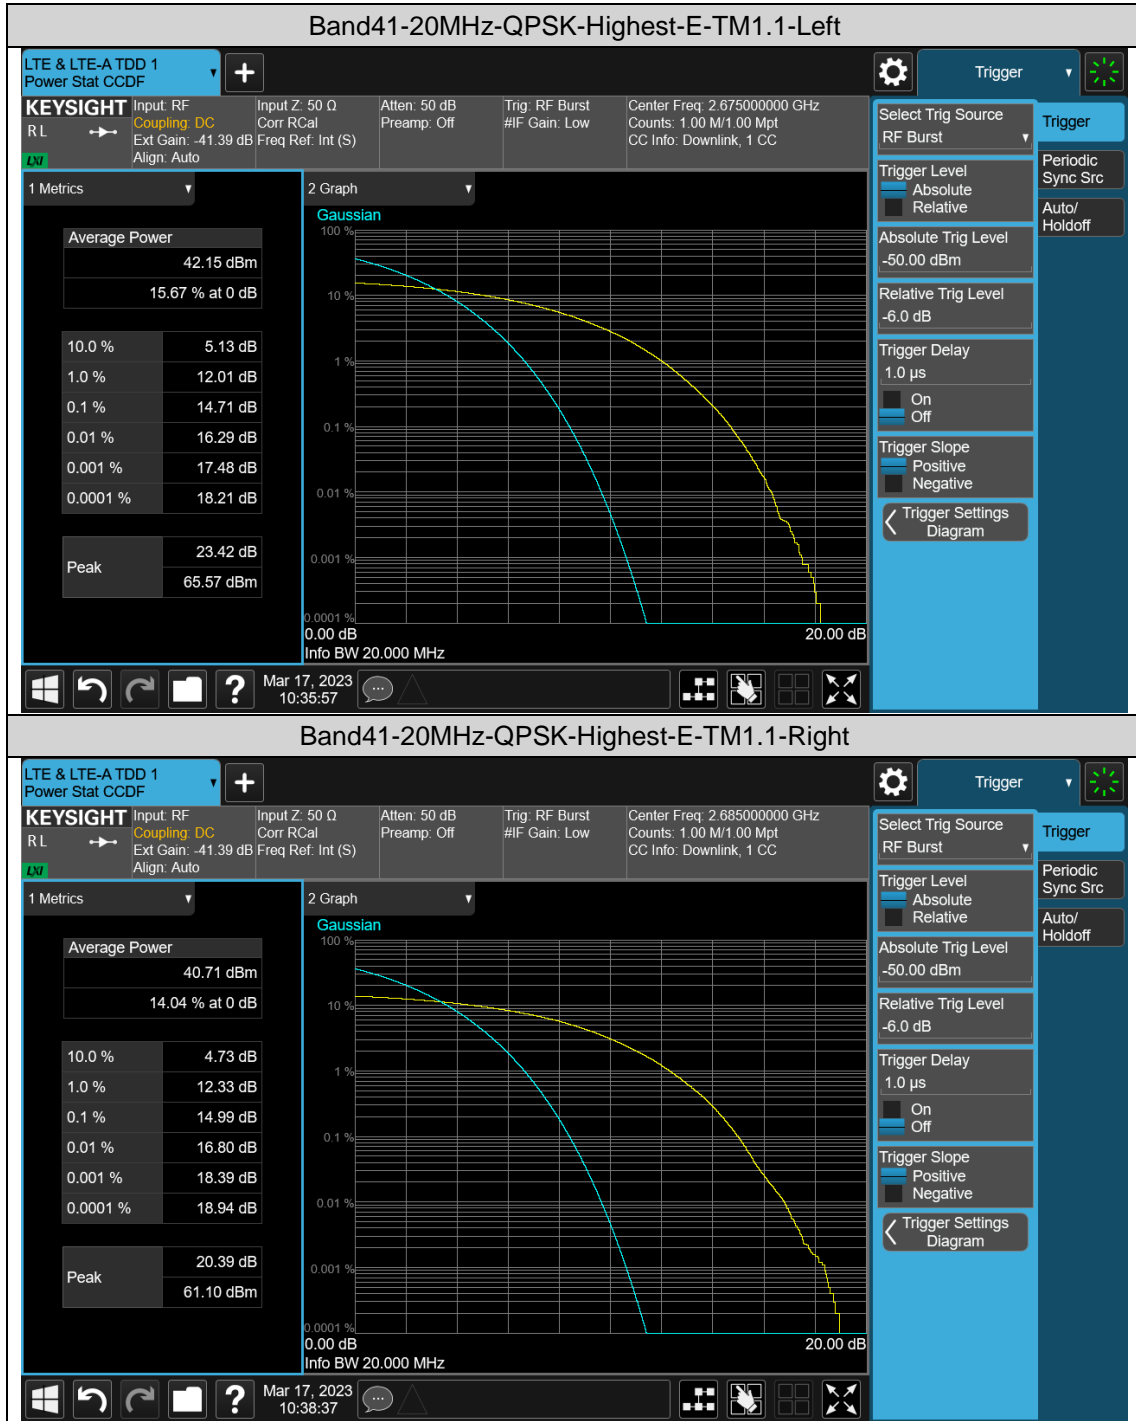 Band41-20MHz-QPSK-Highest-E-TM1.1-Left
LTE & LTE-A TDD 1
Power Stat CCDF
Trigger
KEYSIGHT
R L
LXI
Input: RF
Coupling: DC
Ext Gain: -41.39 dB
Align: Auto
Input Z: 50 Ω
Corr RCal
Freq Ref: Int (S)
Atten: 50 dB
Preamp: Off
Trig: RF Burst
#IF Gain: Low
Center Freq: 2.675000000 GHz
Counts: 1.00 M/1.00 Mpt
CC Info: Downlink, 1 CC
1 Metrics
Average Power
42.15 dBm
15.67 % at 0 dB
10.0 % 5.13 dB
1.0 % 12.01 dB
0.1 % 14.71 dB
0.01 % 16.29 dB
0.001 % 17.48 dB
0.0001 % 18.21 dB
Peak
23.42 dB
65.57 dBm
2 Graph
Gaussian
100 %
10 %
1 %
0.1 %
0.01 %
0.001 %
0.0001 %
0.00 dB 20.00 dB
Info BW 20.000 MHz
Select Trig Source
RF Burst
Trigger Level
Absolute
Relative
Absolute Trig Level
-50.00 dBm
Relative Trig Level
-6.0 dB
Trigger Delay
1.0 µs
On
Off
Trigger Slope
Positive
Negative
Trigger Settings
Diagram
Trigger
Periodic
Sync Src
Auto/
Holdoff
Mar 17, 2023
10:35:57
Band41-20MHz-QPSK-Highest-E-TM1.1-Right
LTE & LTE-A TDD 1
Power Stat CCDF
Trigger
KEYSIGHT
R L
LXI
Input: RF
Coupling: DC
Ext Gain: -41.39 dB
Align: Auto
Input Z: 50 Ω
Corr RCal
Freq Ref: Int (S)
Atten: 50 dB
Preamp: Off
Trig: RF Burst
#IF Gain: Low
Center Freq: 2.685000000 GHz
Counts: 1.00 M/1.00 Mpt
CC Info: Downlink, 1 CC
1 Metrics
Average Power
40.71 dBm
14.04 % at 0 dB
10.0 % 4.73 dB
1.0 % 12.33 dB
0.1 % 14.99 dB
0.01 % 16.80 dB
0.001 % 18.39 dB
0.0001 % 18.94 dB
Peak
20.39 dB
61.10 dBm
2 Graph
Gaussian
100 %
10 %
1 %
0.1 %
0.01 %
0.001 %
0.0001 %
0.00 dB 20.00 dB
Info BW 20.000 MHz
Select Trig Source
RF Burst
Trigger Level
Absolute
Relative
Absolute Trig Level
-50.00 dBm
Relative Trig Level
-6.0 dB
Trigger Delay
1.0 µs
On
Off
Trigger Slope
Positive
Negative
Trigger Settings
Diagram
Trigger
Periodic
Sync Src
Auto/
Holdoff
Mar 17, 2023
10:38:37